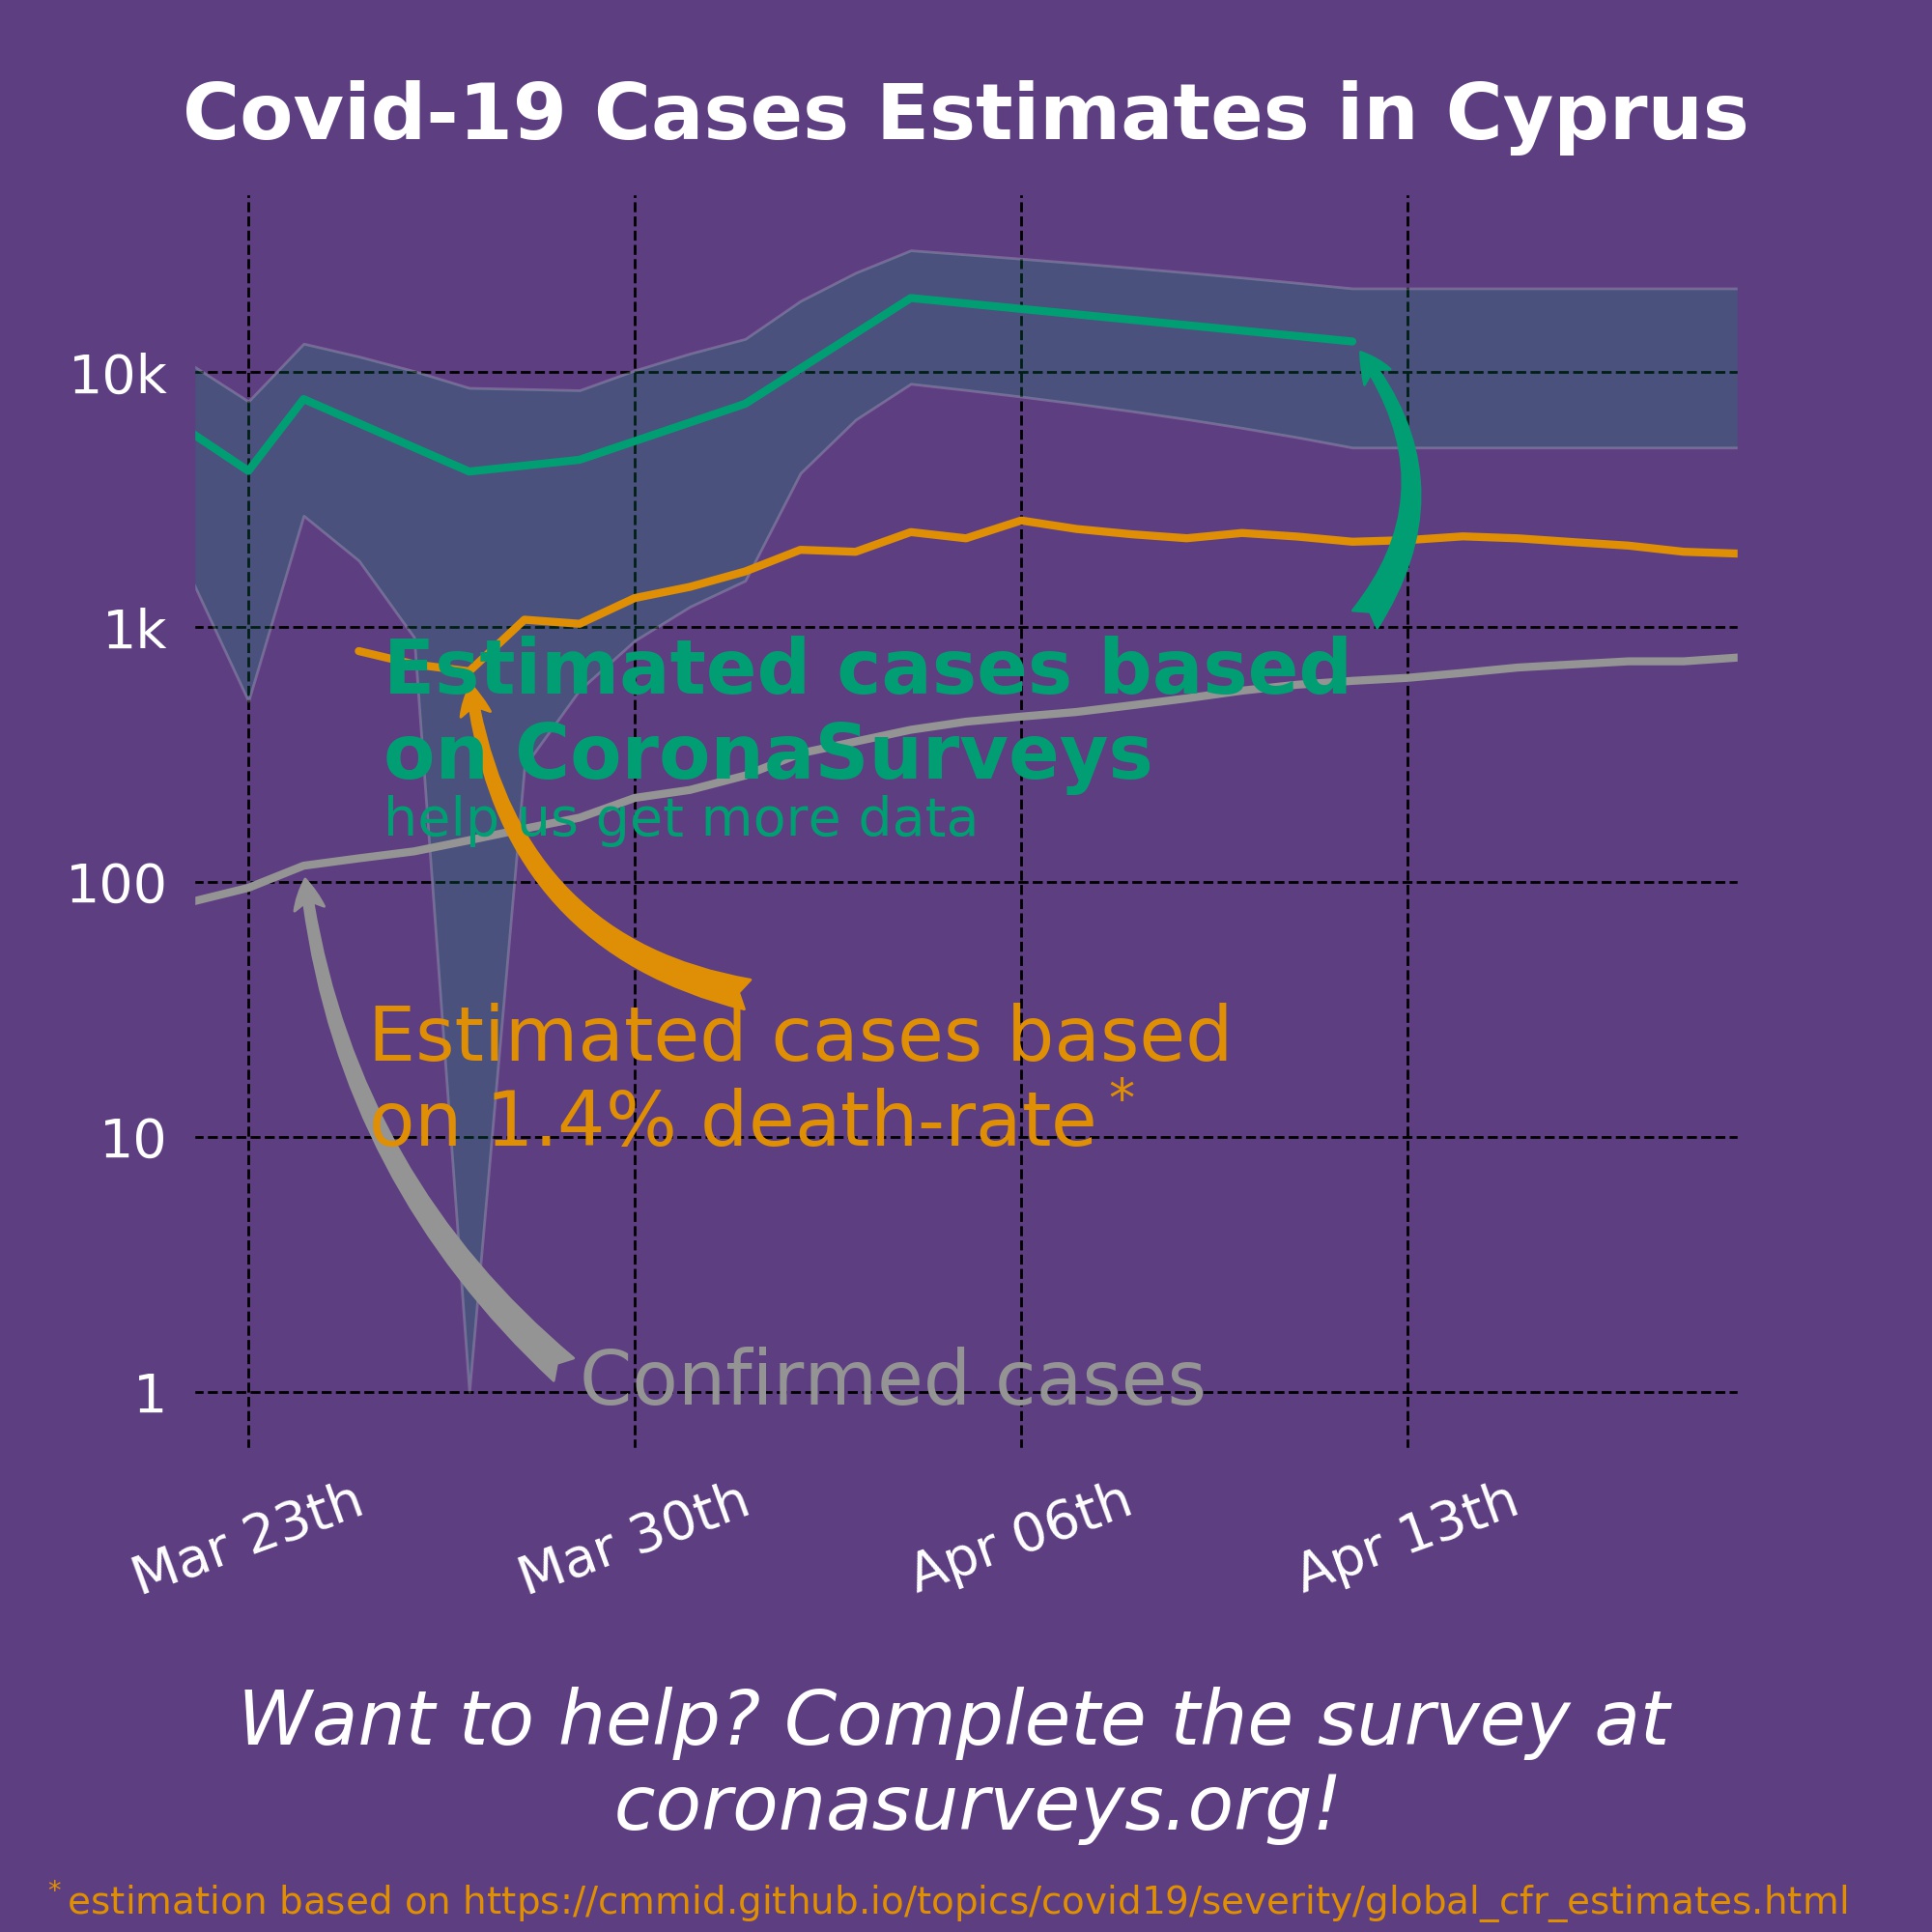 Covid-19 Cases Estimates in Cyprus
10k
1k
Estimated cases based
on CoronaSurveys
help us get more data
100
Estimated cases based
on 1.4% death-rate *
10
Confirmed cases
1
Mar 23th
Mar 30th
Apr 06th
Apr 13th
Want to help? Complete the survey at
coronasurveys.org!
* estimation based on https://cmmid.github.io/topics/covid19/severity/global_cfr_estimates.html